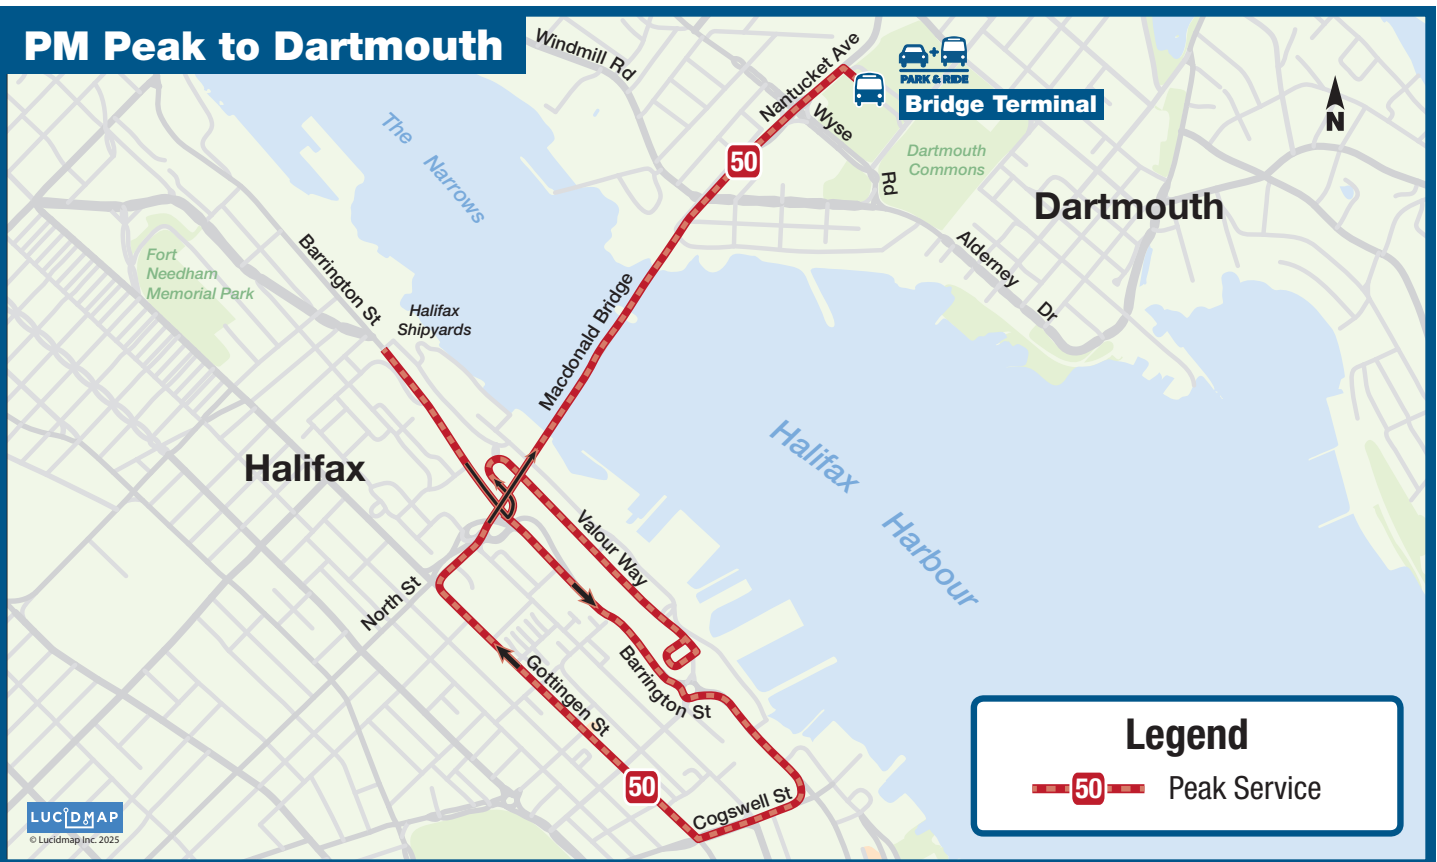 PM Peak to Dartmouth
Windmill Rd
Nantucket Ave
PARK & RIDE
Bridge Terminal
N
The Narrows
Wyse Rd
50
Dartmouth
Commons
Dartmouth
Alderney Dr
Fort
Needham
Memorial Park
Barrington St
Halifax
Shipyards
Macdonald Bridge
Halifax
Halifax Harbour
Valour Way
North St
Barrington St
Gottingen St
50
Cogswell St
Legend
50 Peak Service
LUCIDMAP
© Lucidmap Inc. 2025